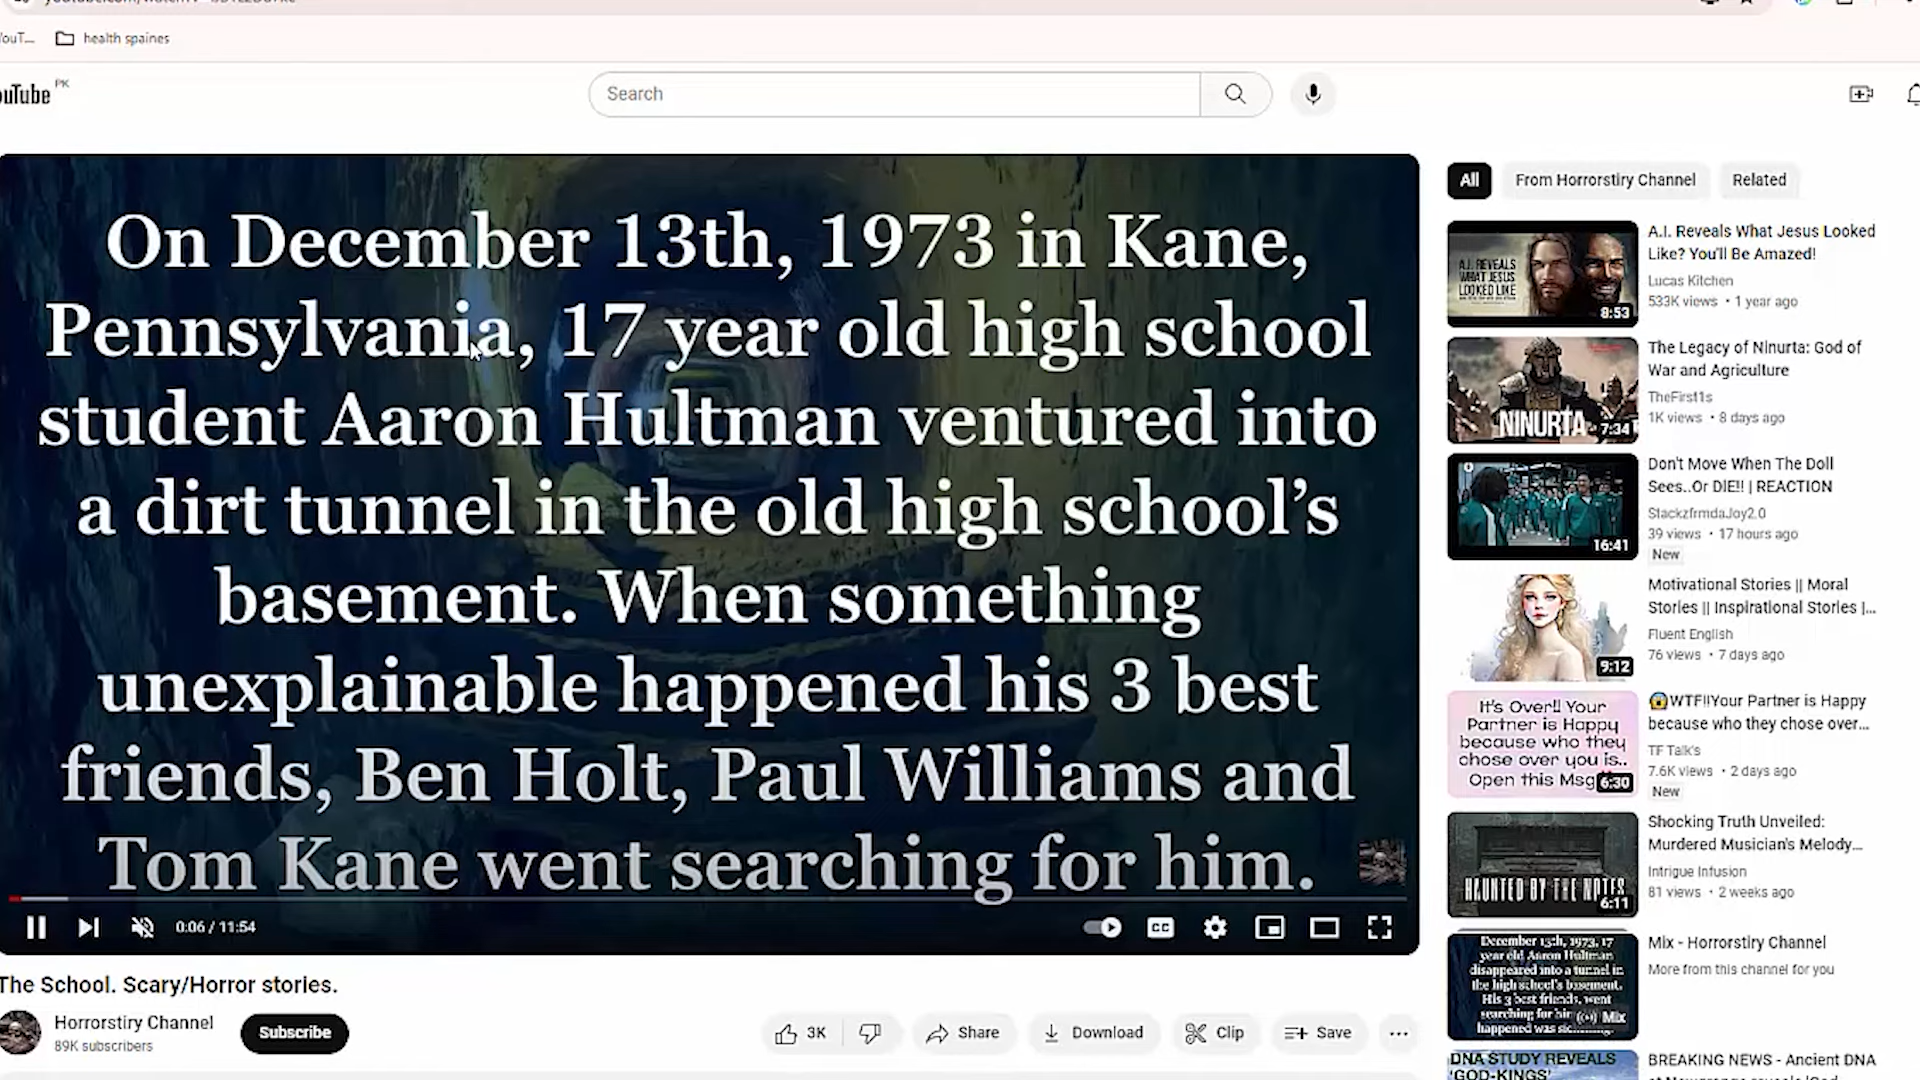 health spaines
PK
Search
On December 13th, 1973 in Kane,
Pennsylvania, 17 year old high school
student Aaron Hultman ventured into
a dirt tunnel in the old high school’s
basement. When something
unexplainable happened his 3 best
friends, Ben Holt, Paul Williams and
Tom Kane went searching for him.
0:06 / 11:54
CC
The School. Scary/Horror stories.
Horrorstiry Channel
89K subscribers
Subscribe
3K
Share
Download
Clip
Save
All
From Horrorstiry Channel
Related
A.I. REVEALS
WHAT JESUS
LOOKED LIKE
8:53
A.I. Reveals What Jesus Looked
Like? You'll Be Amazed!
Lucas Kitchen
533K views • 1 year ago
NINURTA
7:34
The Legacy of Ninurta: God of
War and Agriculture
TheFirst1s
1K views • 8 days ago
16:41
Don't Move When The Doll
Sees..Or DIE!! | REACTION
StackzfrmdaJoy2.0
39 views • 17 hours ago
New
9:12
Motivational Stories || Moral
Stories || Inspirational Stories |...
Fluent English
76 views • 7 days ago
It's Over!! Your
Partner is Happy
because who they
chose over you is..
Open this Msg
6:30
😱WTF!!Your Partner is Happy
because who they chose over...
TF Talk's
7.6K views • 2 days ago
New
HAUNTED BY THE NOTES
6:11
Shocking Truth Unveiled:
Murdered Musician's Melody...
Intrigue Infusion
81 views • 2 weeks ago
December 13th, 1973, 17
year old Aaron Hultman
disappeared into a tunnel in
the high school's basement.
His 3 best friends, went
searching for
happened was
Mix
Mix - Horrorstiry Channel
More from this channel for you
DNA STUDY REVEALS
'GOD-KINGS'
BREAKING NEWS - Ancient DNA